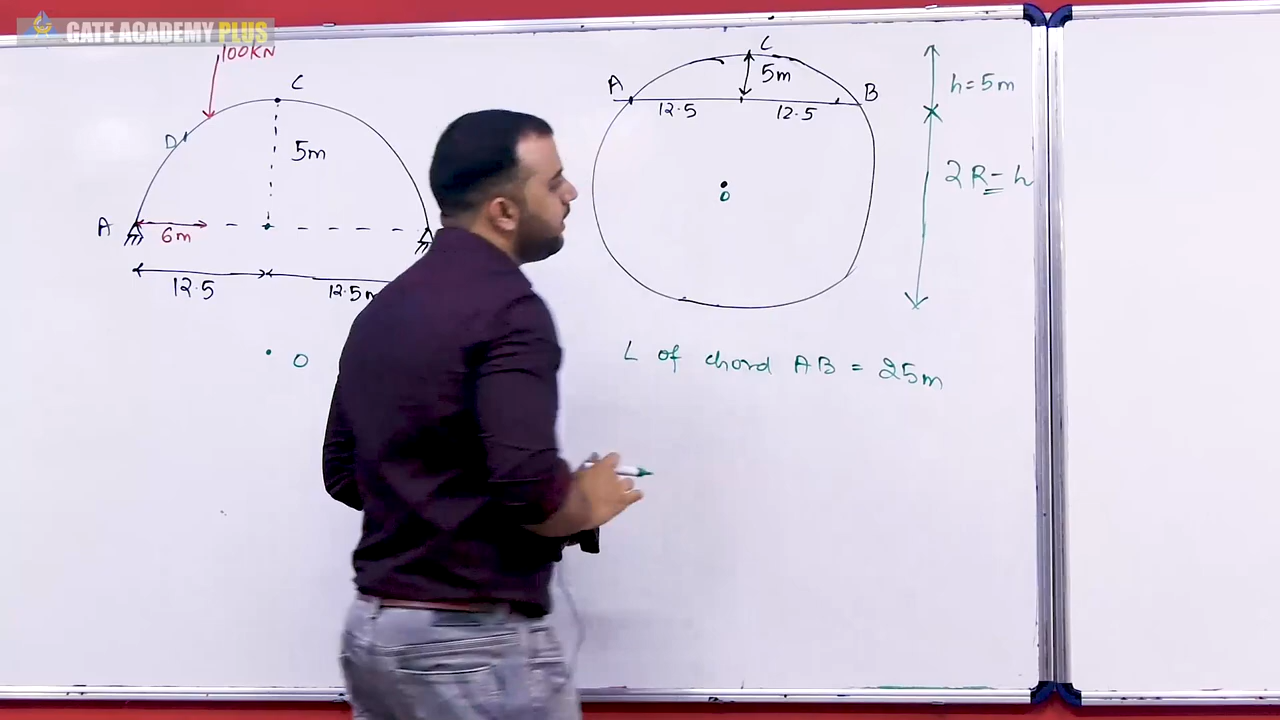 GATE ACADEMY PLUS
100KN
C
D
5m
A
6m
12.5
12.5m
O
C
A
5m
B
12.5
12.5
O
h=5m
2R-h
L of chord AB = 25m